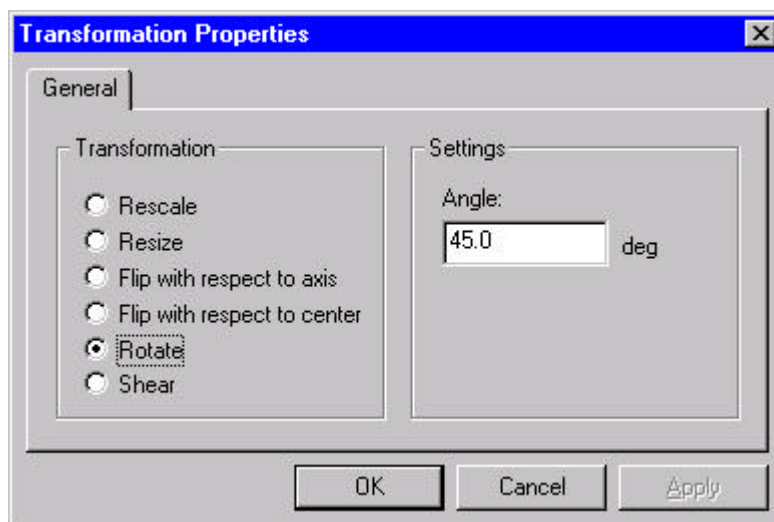 Transformation Properties
General
Transformation
Rescale
Resize
Flip with respect to axis
Flip with respect to center
Rotate
Shear
Settings
Angle:
45.0 deg
OK Cancel Apply